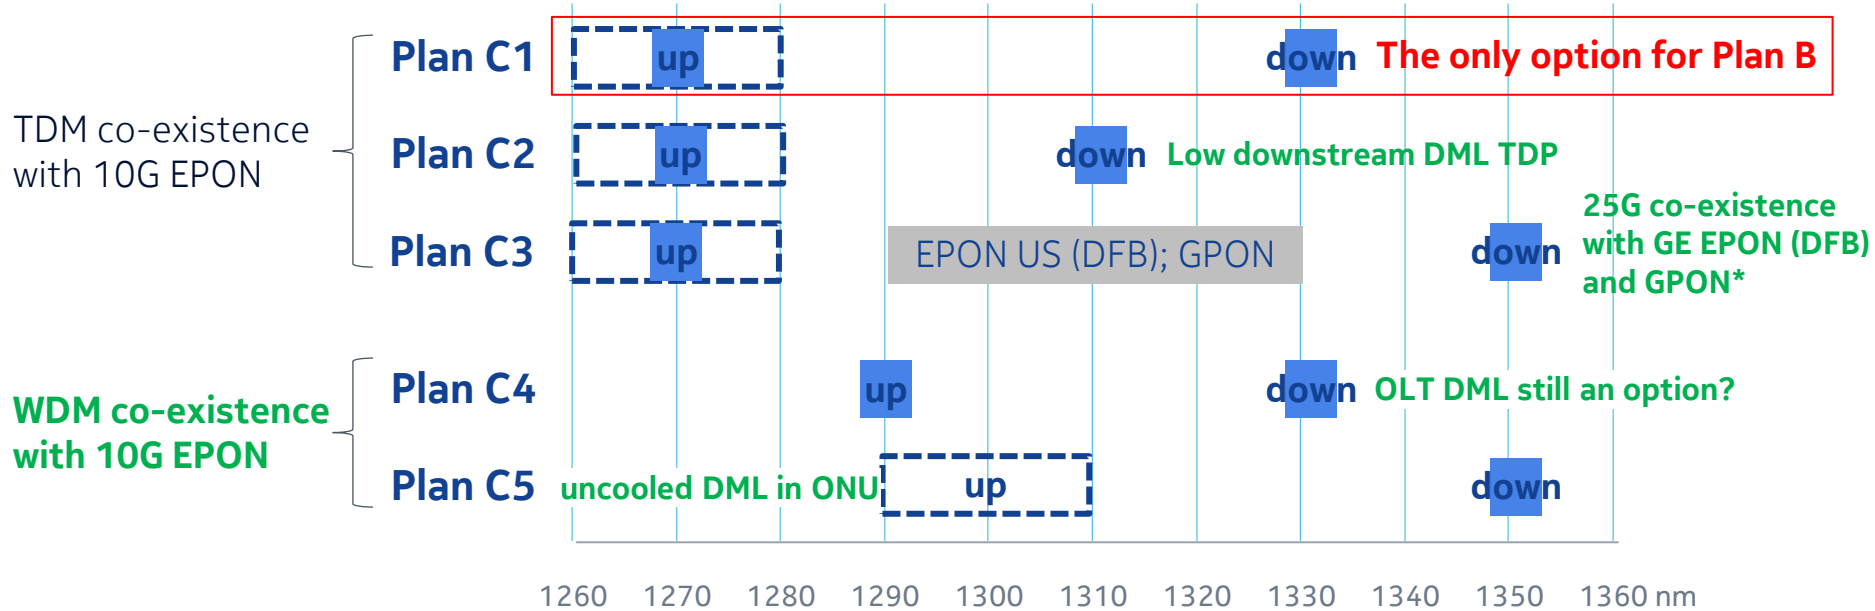 Plan C1 up down The only option for Plan B
TDM co-existence
with 10G EPON
Plan C2 up down Low downstream DML TDP
Plan C3 up EPON US (DFB); GPON down
25G co-existence
with GE EPON (DFB)
and GPON*
WDM co-existence
with 10G EPON
Plan C4 up down OLT DML still an option?
Plan C5 uncooled DML in ONU up down
1260 1270 1280 1290 1300 1310 1320 1330 1340 1350 1360 nm